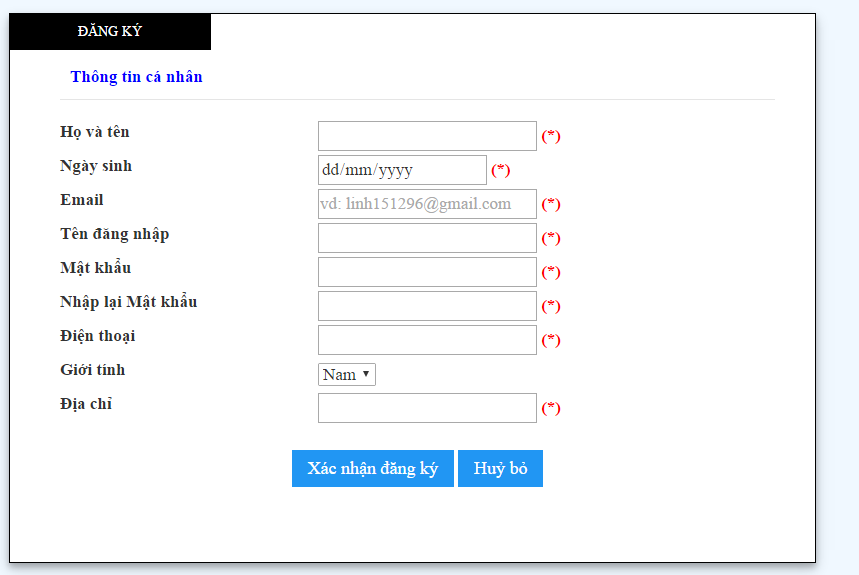 ĐĂNG KÝ
Thông tin cá nhân
Họ và tên (*)
Ngày sinh dd/mm/yyyy (*)
Email vd: linh151296@gmail.com (*)
Tên đăng nhập (*)
Mật khẩu (*)
Nhập lại Mật khẩu (*)
Điện thoại (*)
Giới tính Nam
Địa chỉ (*)
Xác nhận đăng ký Huỷ bỏ